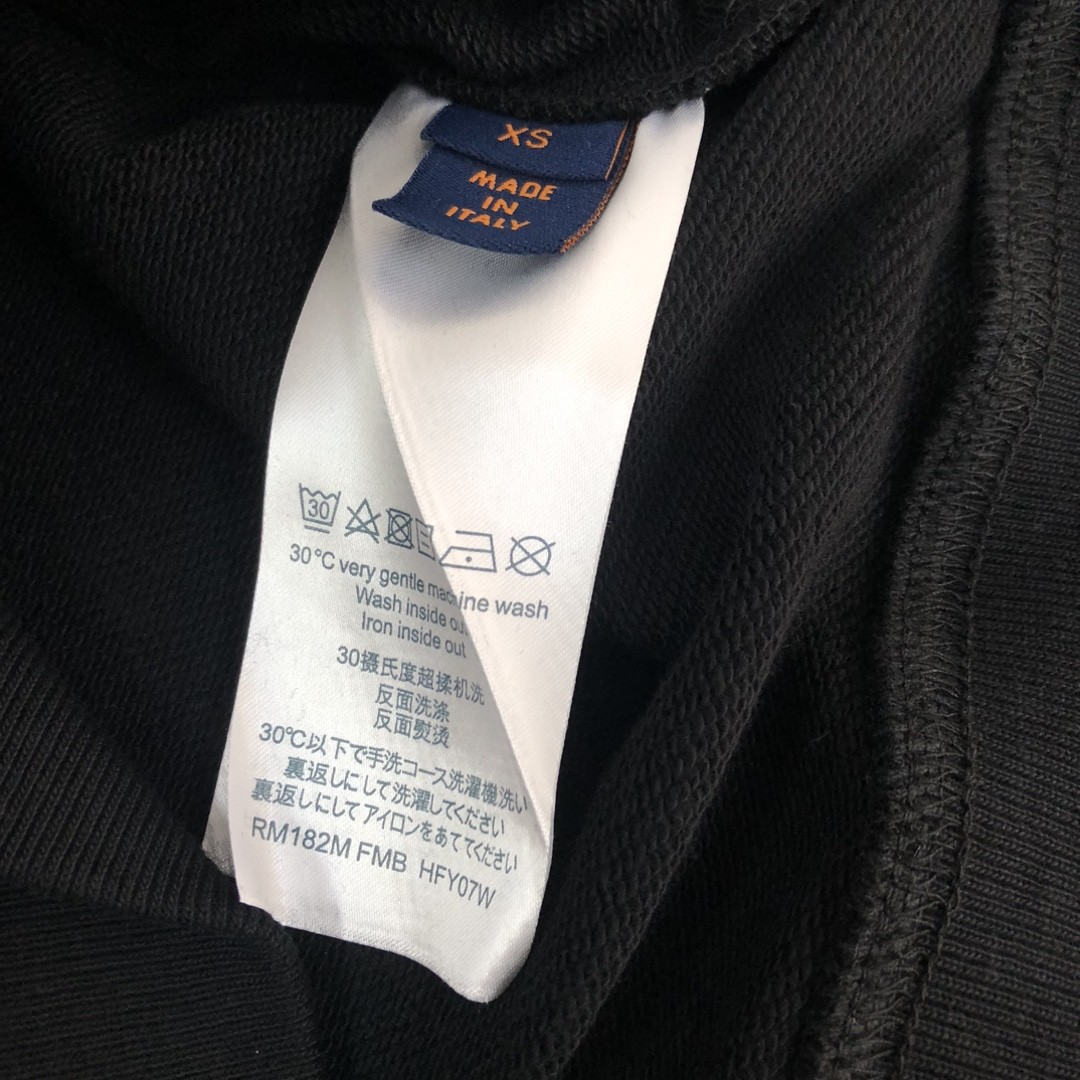 XS
MADE
IN
ITALY
30
30°C very gentle machine wash
Wash inside out
Iron inside out
30摄氏度超揉机洗
反面洗涤
反面熨烫
30℃以下で手洗コース洗濯機洗い
裏返しにして洗濯してください
裏返しにしてアイロンをあててください
RM182M FMB HFY07W